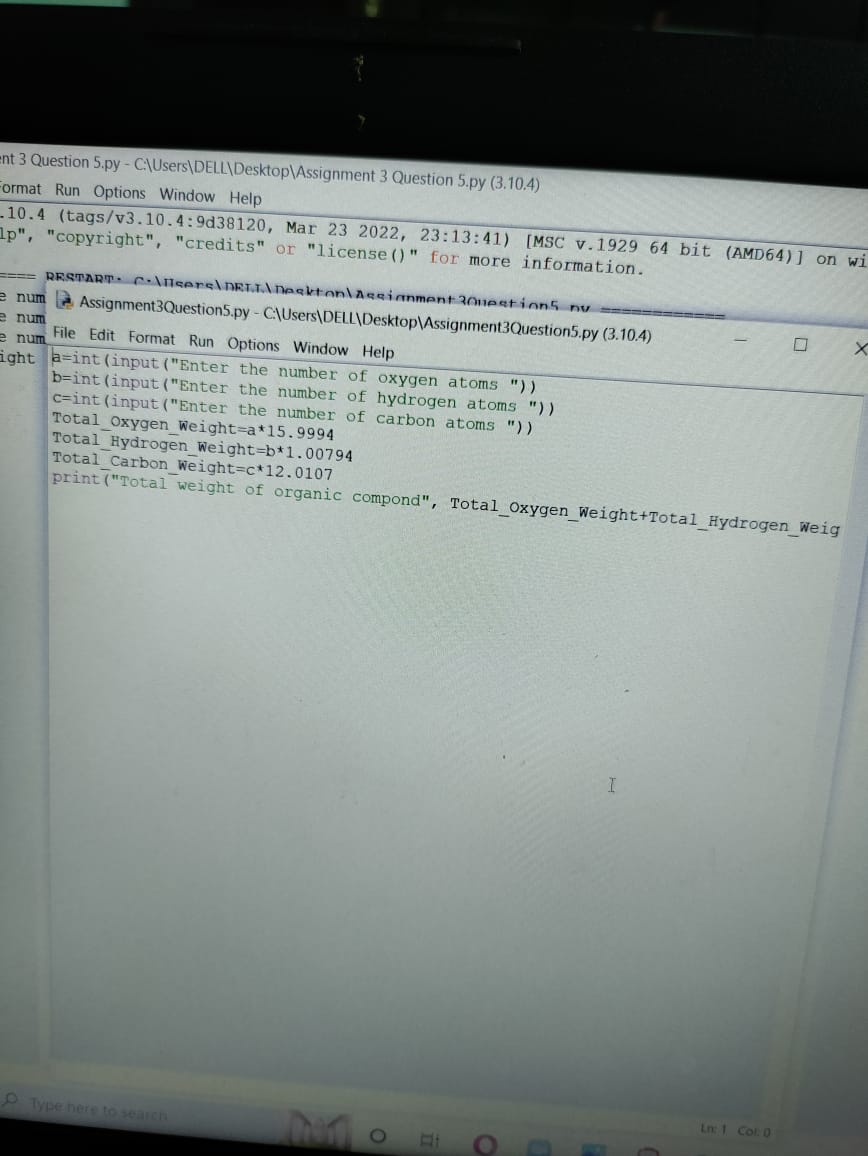 nt 3 Question 5.py - C:\Users\DELL\Desktop\Assignment 3 Question 5.py (3.10.4)
ormat Run Options Window Help
.10.4 (tags/v3.10.4:9d38120, Mar 23 2022, 23:13:41) [MSC v.1929 64 bit (AMD64)] on wi
lp", "copyright", "credits" or "license()" for more information.
==== RESTART: C:\Users\DELL\Desktop\Assignment3Question5.py ============
e num
e num
e num
ight
Assignment3Question5.py - C:\Users\DELL\Desktop\Assignment3Question5.py (3.10.4)
File Edit Format Run Options Window Help
a=int(input("Enter the number of oxygen atoms "))
b=int(input("Enter the number of hydrogen atoms "))
c=int(input("Enter the number of carbon atoms "))
Total_Oxygen_Weight=a*15.9994
Total_Hydrogen_Weight=b*1.00794
Total_Carbon_Weight=c*12.0107
print("Total weight of organic compond", Total_Oxygen_Weight+Total_Hydrogen_Weig
Ln: 1 Col: 0
Type here to search